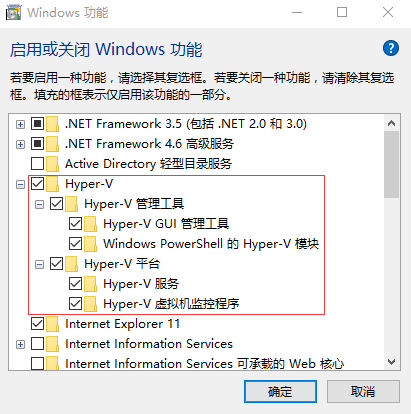 Windows 功能
启用或关闭 Windows 功能
若要启用一种功能，请选择其复选框。若要关闭一种功能，请清除其复选
框。填充的框表示仅启用该功能的一部分。
.NET Framework 3.5 (包括 .NET 2.0 和 3.0)
.NET Framework 4.6 高级服务
Active Directory 轻型目录服务
Hyper-V
Hyper-V 管理工具
Hyper-V GUI 管理工具
Windows PowerShell 的 Hyper-V 模块
Hyper-V 平台
Hyper-V 服务
Hyper-V 虚拟机监控程序
Internet Explorer 11
Internet Information Services
Internet Information Services 可承载的 Web 核心
确定
取消